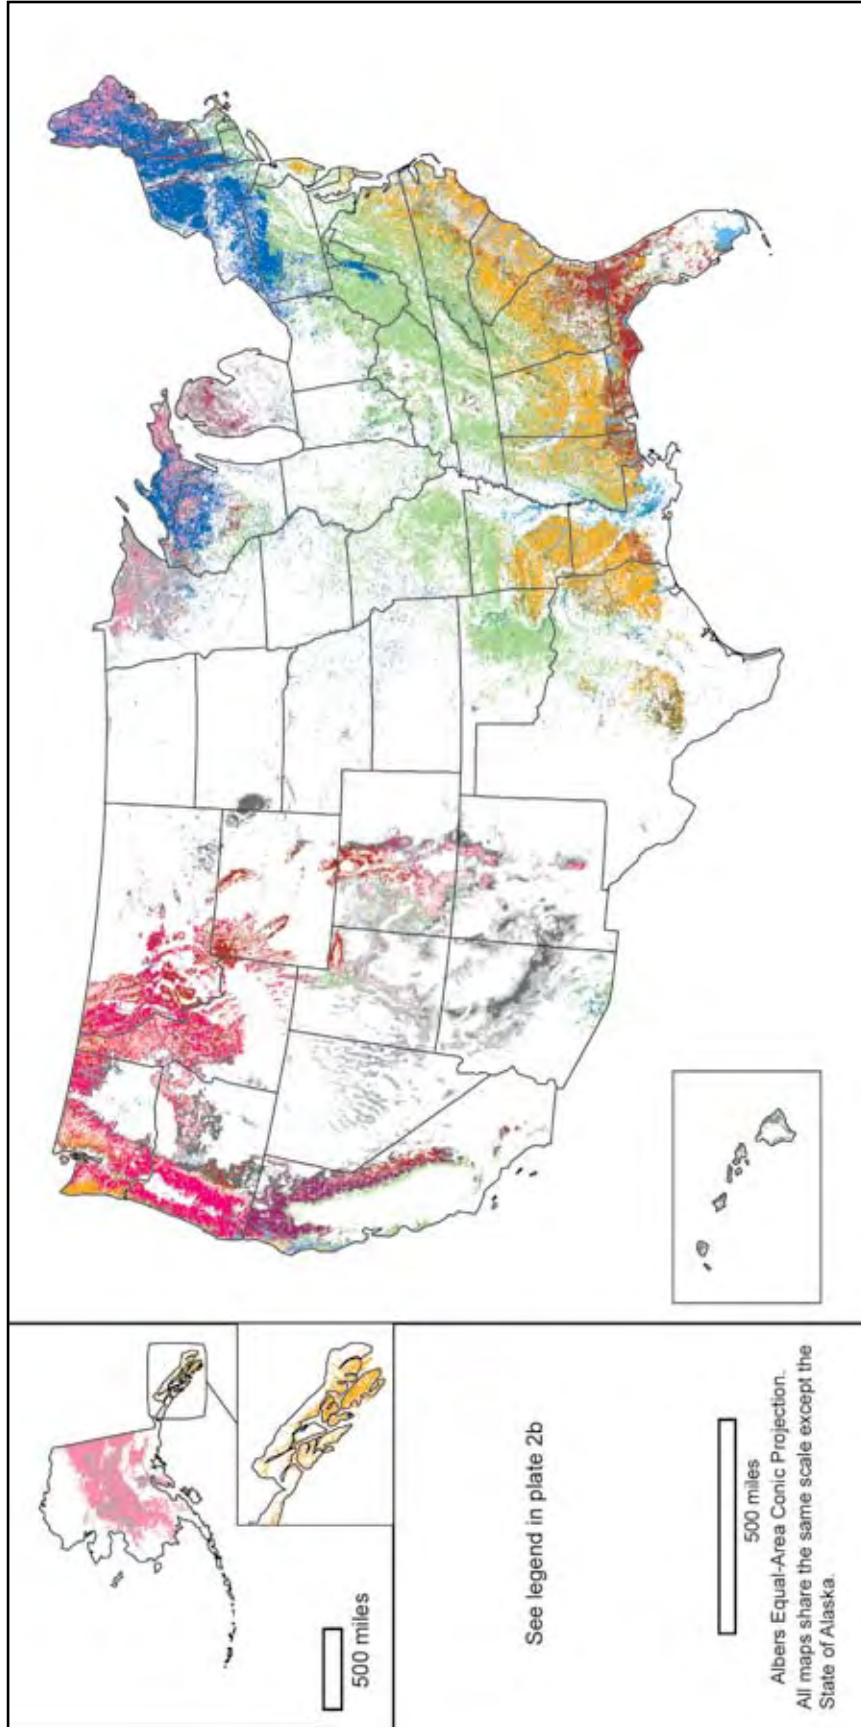 500 miles
See legend in plate 2b
500 miles
Albers Equal-Area Conic Projection.
All maps share the same scale except the
State of Alaska.